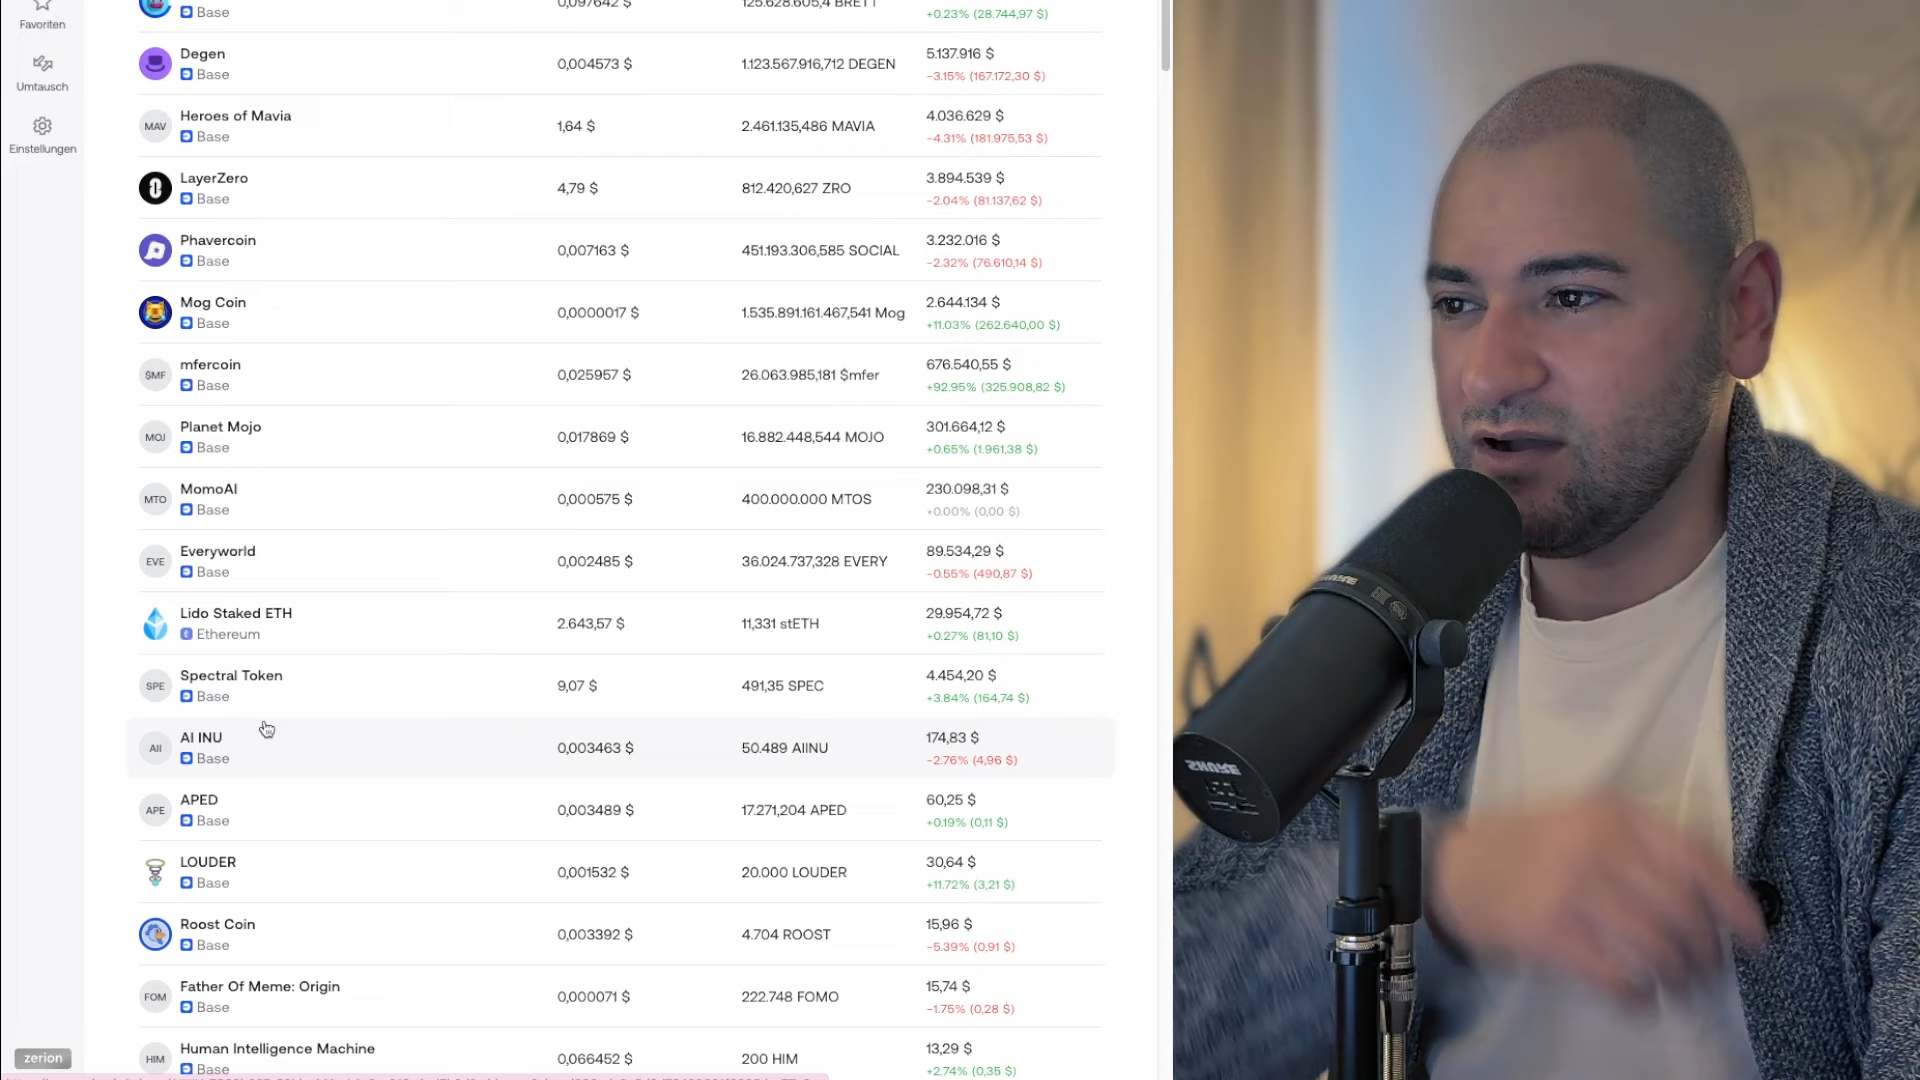 Favoriten
Umtausch
Einstellungen
Base
0,097642 $
125.628.605,4 BRETT
+0.23% (28.744,97 $)
Degen
Base
0,004573 $
1.123.567.916,712 DEGEN
5.137.916 $
−3.15% (167.172,30 $)
MAV
Heroes of Mavia
Base
1,64 $
2.461.135,486 MAVIA
4.036.629 $
−4.31% (181.975,53 $)
LayerZero
Base
4,79 $
812.420,627 ZRO
3.894.539 $
−2.04% (81.137,62 $)
Phavercoin
Base
0,007163 $
451.193.306,585 SOCIAL
3.232.016 $
−2.32% (76.610,14 $)
Mog Coin
Base
0,0000017 $
1.535.891.161.467,541 Mog
2.644.134 $
+11.03% (262.640,00 $)
$MF
mfercoin
Base
0,025957 $
26.063.985,181 $mfer
676.540,55 $
+92.95% (325.908,82 $)
MOJ
Planet Mojo
Base
0,017869 $
16.882.448,544 MOJO
301.664,12 $
+0.65% (1.961,38 $)
MTO
MomoAI
Base
0,000575 $
400.000.000 MTOS
230.098,31 $
+0.00% (0,00 $)
EVE
Everyworld
Base
0,002485 $
36.024.737,328 EVERY
89.534,29 $
−0.55% (490,87 $)
Lido Staked ETH
Ethereum
2.643,57 $
11,331 stETH
29.954,72 $
+0.27% (81,10 $)
SPE
Spectral Token
Base
9,07 $
491,35 SPEC
4.454,20 $
+3.84% (164,74 $)
AII
AI INU
Base
0,003463 $
50.489 AIINU
174,83 $
−2.76% (4,96 $)
APE
APED
Base
0,003489 $
17.271,204 APED
60,25 $
+0.19% (0,11 $)
LOUDER
Base
0,001532 $
20.000 LOUDER
30,64 $
+11.72% (3,21 $)
Roost Coin
Base
0,003392 $
4.704 ROOST
15,96 $
−5.39% (0,91 $)
FOM
Father Of Meme: Origin
Base
0,000071 $
222.748 FOMO
15,74 $
−1.75% (0,28 $)
HIM
Human Intelligence Machine
Base
0,066452 $
200 HIM
13,29 $
+2.74% (0,35 $)
zerion
SHURE
SHURE